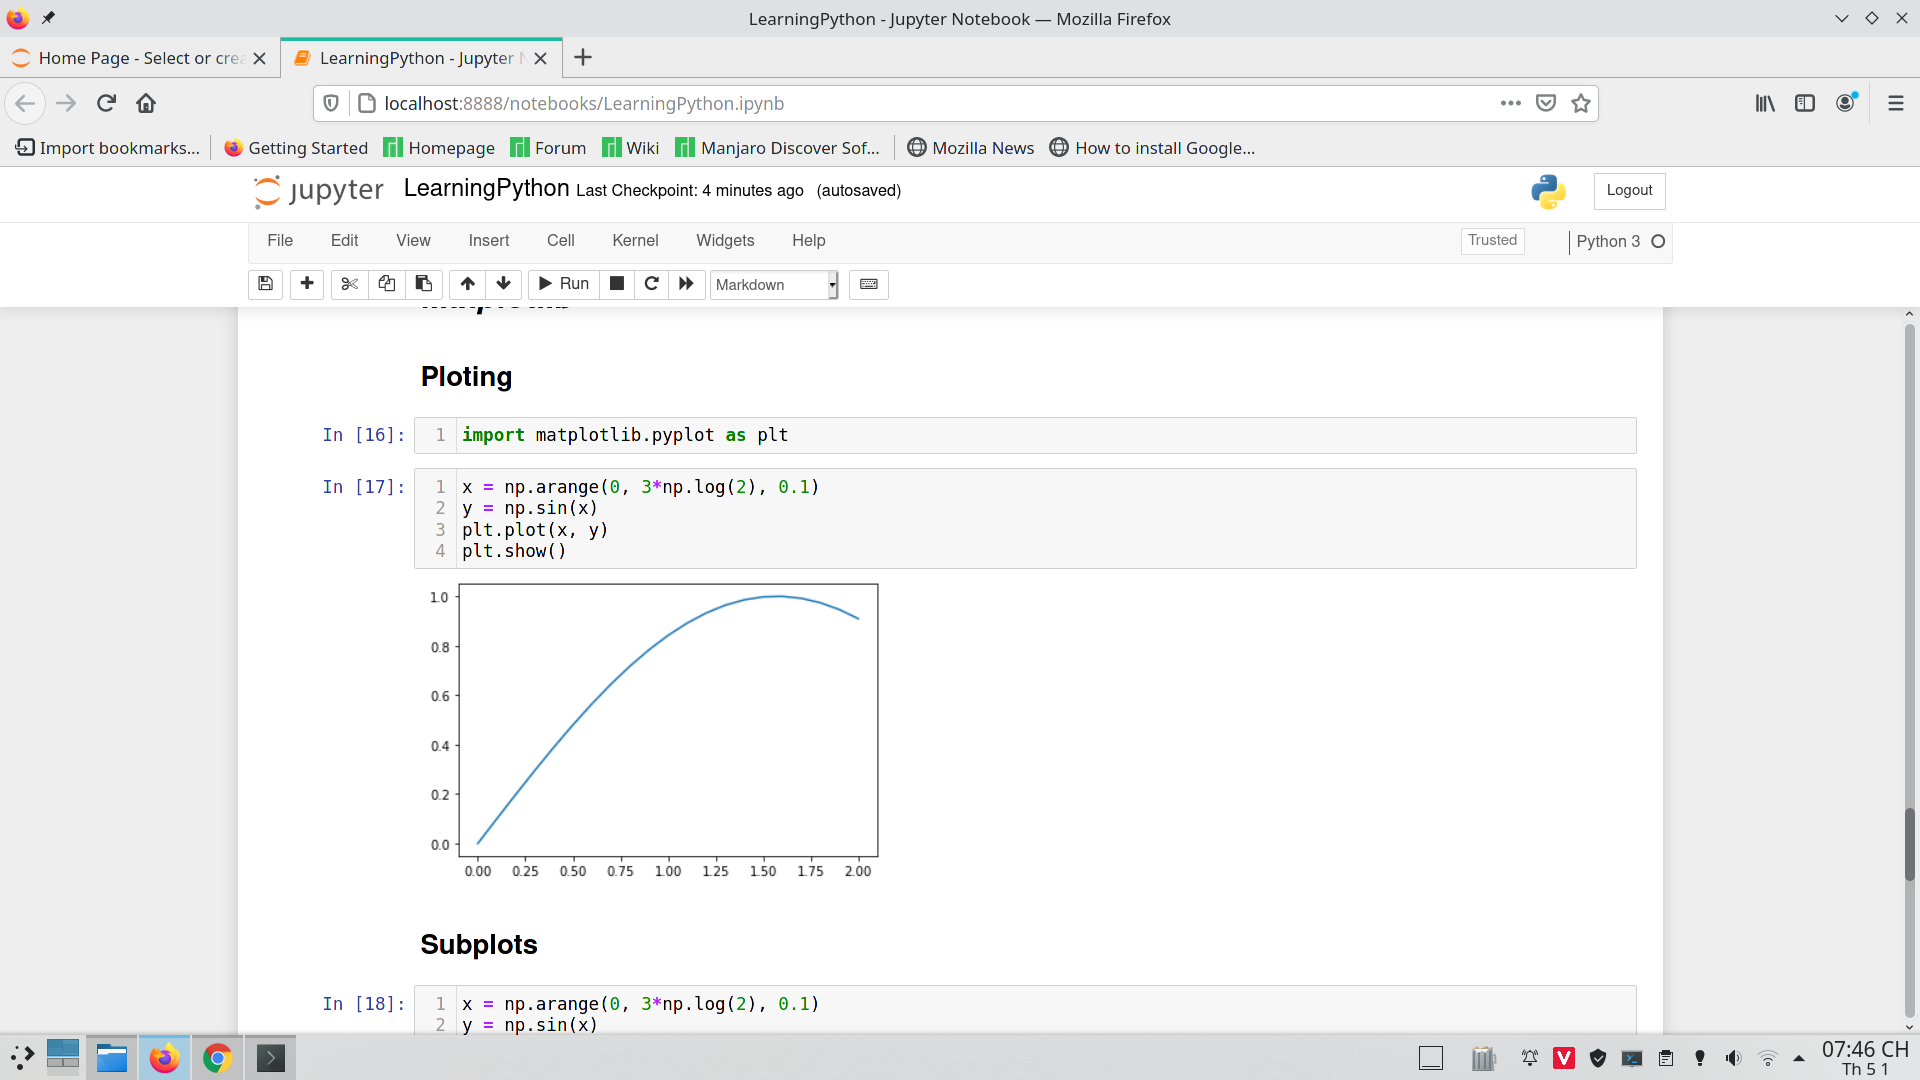 LearningPython - Jupyter Notebook — Mozilla Firefox
Home Page - Select or crea
LearningPython - Jupyter N
localhost:8888/notebooks/LearningPython.ipynb
Import bookmarks... Getting Started Homepage Forum Wiki Manjaro Discover Sof... Mozilla News How to install Google...
jupyter LearningPython Last Checkpoint: 4 minutes ago (autosaved) Logout
File Edit View Insert Cell Kernel Widgets Help Trusted Python 3
Run Markdown
Ploting
In [16]: 1 import matplotlib.pyplot as plt
In [17]: 1 x = np.arange(0, 3*np.log(2), 0.1)
2 y = np.sin(x)
3 plt.plot(x, y)
4 plt.show()
1.0
0.8
0.6
0.4
0.2
0.0
0.00 0.25 0.50 0.75 1.00 1.25 1.50 1.75 2.00
Subplots
In [18]: 1 x = np.arange(0, 3*np.log(2), 0.1)
2 y = np.sin(x)
07:46 CH
Th 5 1